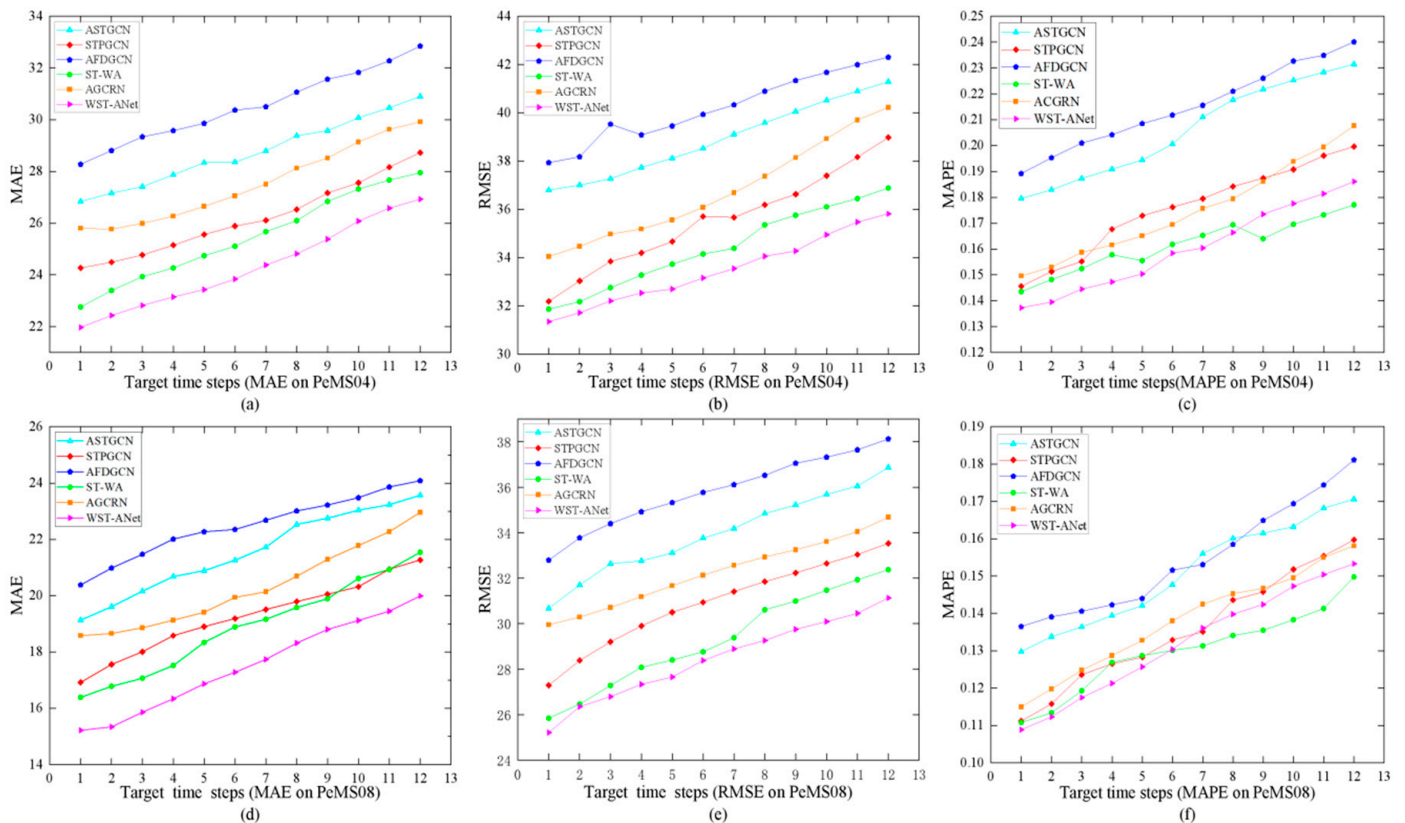 34
32
30
28
26
24
22
MAE
ASTGCN
STPGCN
AFDGCN
ST-WA
AGCRN
WST-ANet
0 1 2 3 4 5 6 7 8 9 10 11 12 13
Target time steps (MAE on PeMS04)
(a)
44
42
40
38
36
34
32
30
RMSE
ASTGCN
STPGCN
AFDGCN
ST-WA
AGCRN
WST-ANet
0 1 2 3 4 5 6 7 8 9 10 11 12 13
Target time steps (RMSE on PeMS04)
(b)
0.25
0.24
0.23
0.22
0.21
0.20
0.19
0.18
0.17
0.16
0.15
0.14
0.13
0.12
MAPE
ASTGCN
STPGCN
AFDGCN
ST-WA
ACGRN
WST-ANet
0 1 2 3 4 5 6 7 8 9 10 11 12 13
Target time steps(MAPE on PeMS04)
(c)
26
24
22
20
18
16
14
MAE
ASTGCN
STPGCN
AFDGCN
ST-WA
AGCRN
WST-ANet
0 1 2 3 4 5 6 7 8 9 10 11 12 13
Target time steps (MAE on PeMS08)
(d)
38
36
34
32
30
28
26
24
RMSE
ASTGCN
STPGCN
AFDGCN
ST-WA
AGCRN
WST-ANet
0 1 2 3 4 5 6 7 8 9 10 11 12 13
Target time steps (RMSE on PeMS08)
(e)
0.19
0.18
0.17
0.16
0.15
0.14
0.13
0.12
0.11
0.10
MAPE
ASTGCN
STPGCN
AFDGCN
ST-WA
AGCRN
WST-ANet
0 1 2 3 4 5 6 7 8 9 10 11 12 13
Target time steps (MAPE on PeMS08)
(f)